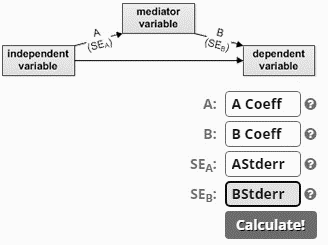 mediator
variable
A
(SEA)
B
(SEB)
independent
variable
dependent
variable
A: A Coeff ?
B: B Coeff ?
SEA: AStderr ?
SEB: BStderr ?
Calculate!